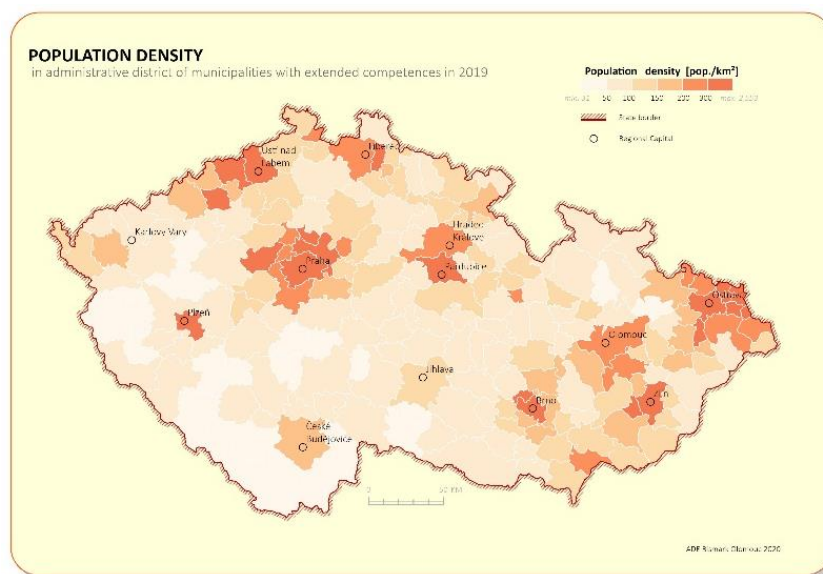 POPULATION DENSITY
in administrative district of municipalities with extended competences in 2019
Population density [pop./km²]
50 100 150 200 300
State border
Regional Capital
Ústí nad
Labem
Liberec
Karlovy Vary
Hradec
Králové
Praha
Pardubice
Plzeň
Ostrava
Olomouc
Jihlava
Brno
Zlín
České
Budějovice
0 50 KM
Olomouc 2020